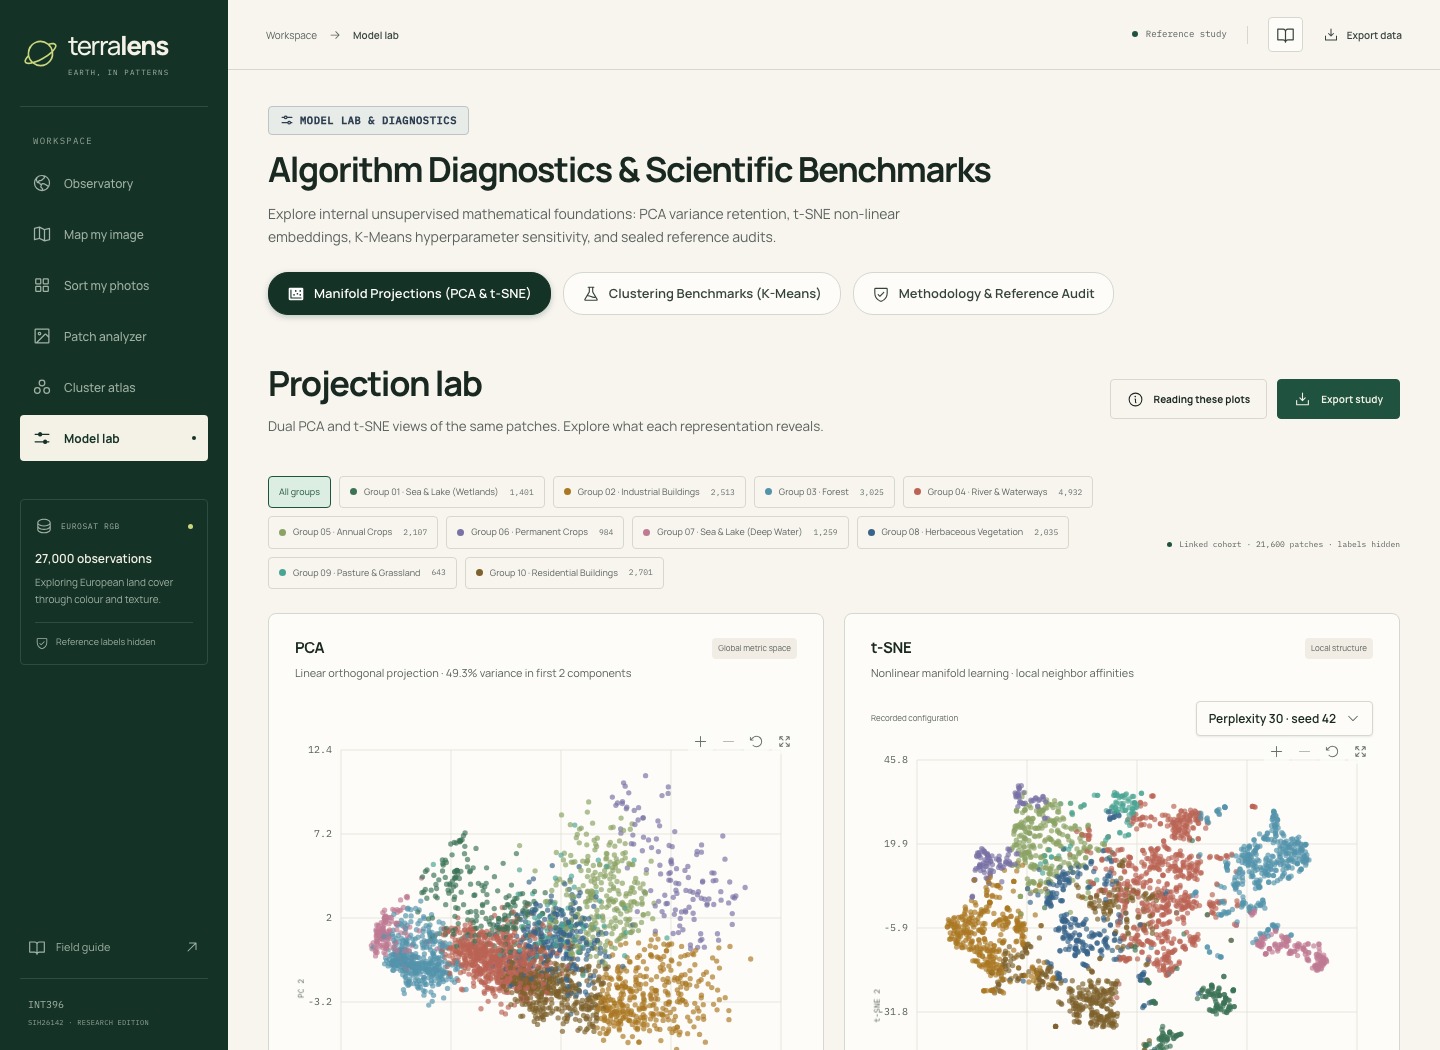 terralens
EARTH, IN PATTERNS
WORKSPACE
Observatory
Map my image
Sort my photos
Patch analyzer
Cluster atlas
Model lab
EUROSAT RGB
27,000 observations
Exploring European land cover
through colour and texture.
Reference labels hidden
Field guide
INT396
SIH26142 · RESEARCH EDITION
Workspace → Model lab
Reference study
Export data
MODEL LAB & DIAGNOSTICS
Algorithm Diagnostics & Scientific Benchmarks
Explore internal unsupervised mathematical foundations: PCA variance retention, t-SNE non-linear
embeddings, K-Means hyperparameter sensitivity, and sealed reference audits.
Manifold Projections (PCA & t-SNE)
Clustering Benchmarks (K-Means)
Methodology & Reference Audit
Projection lab
Dual PCA and t-SNE views of the same patches. Explore what each representation reveals.
Reading these plots
Export study
All groups
Group 01 · Sea & Lake (Wetlands) 1,401
Group 02 · Industrial Buildings 2,513
Group 03 · Forest 3,025
Group 04 · River & Waterways 4,932
Group 05 · Annual Crops 2,107
Group 06 · Permanent Crops 984
Group 07 · Sea & Lake (Deep Water) 1,259
Group 08 · Herbaceous Vegetation 2,035
Group 09 · Pasture & Grassland 643
Group 10 · Residential Buildings 2,701
Linked cohort · 21,600 patches · labels hidden
PCA
Global metric space
Linear orthogonal projection · 49.3% variance in first 2 components
12.4
7.2
2
-3.2
PC 2
t-SNE
Local structure
Nonlinear manifold learning · local neighbor affinities
Recorded configuration
Perplexity 30 · seed 42
45.8
19.9
-5.9
-31.8
t-SNE 2